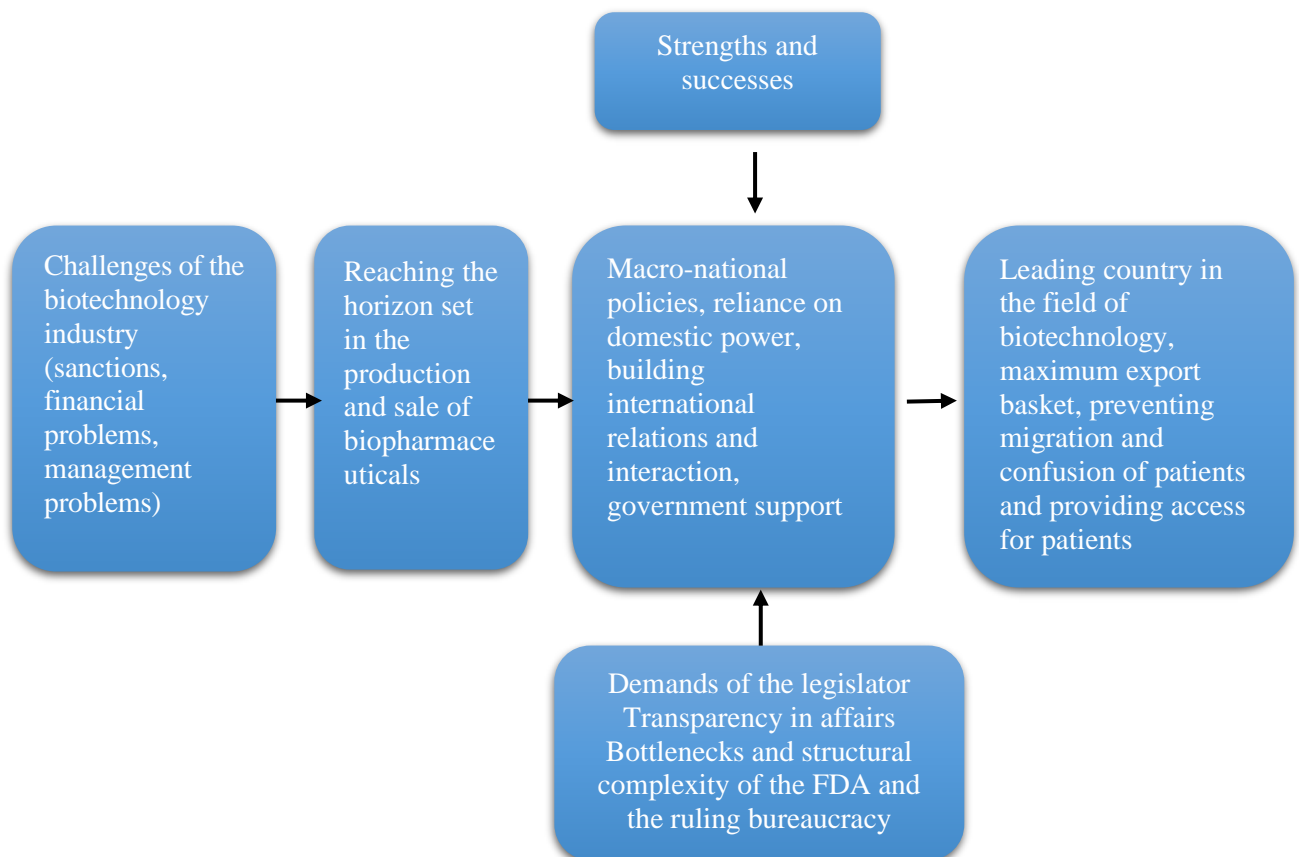 Strengths and
successes
Challenges of the
biotechnology
industry
(sanctions,
financial
problems,
management
problems)
Reaching the
horizon set
in the
production
and sale of
biopharmace
uticals
Macro-national
policies, reliance on
domestic power,
building
international
relations and
interaction,
government support
Leading country in
the field of
biotechnology,
maximum export
basket, preventing
migration and
confusion of patients
and providing access
for patients
Demands of the legislator
Transparency in affairs
Bottlenecks and structural
complexity of the FDA and
the ruling bureaucracy